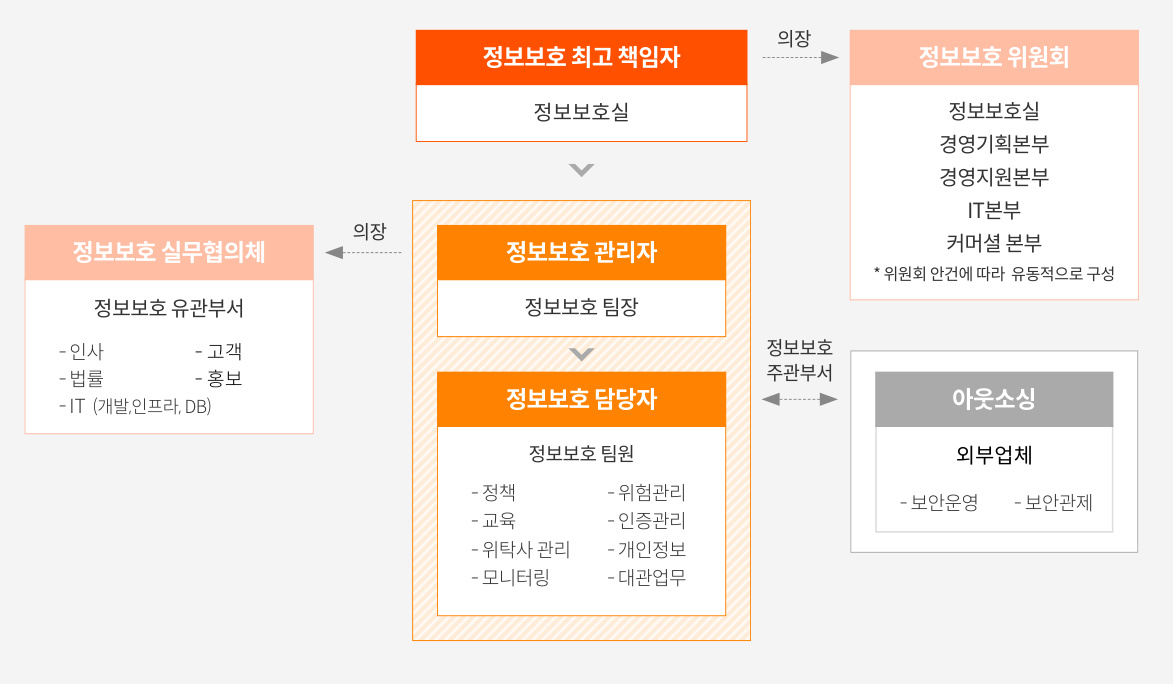 정보보호 최고 책임자
정보보호실
의장
정보보호 위원회
정보보호실
경영기획본부
경영지원본부
IT본부
커머셜 본부
* 위원회 안건에 따라 유동적으로 구성
의장
정보보호 실무협의체
정보보호 유관부서
- 인사
- 고객
- 법률
- 홍보
- IT (개발,인프라, DB)
정보보호 관리자
정보보호 팀장
정보보호 담당자
정보보호 팀원
- 정책
- 위험관리
- 교육
- 인증관리
- 위탁사 관리
- 개인정보
- 모니터링
- 대관업무
정보보호
주관부서
아웃소싱
외부업체
- 보안운영
- 보안관제